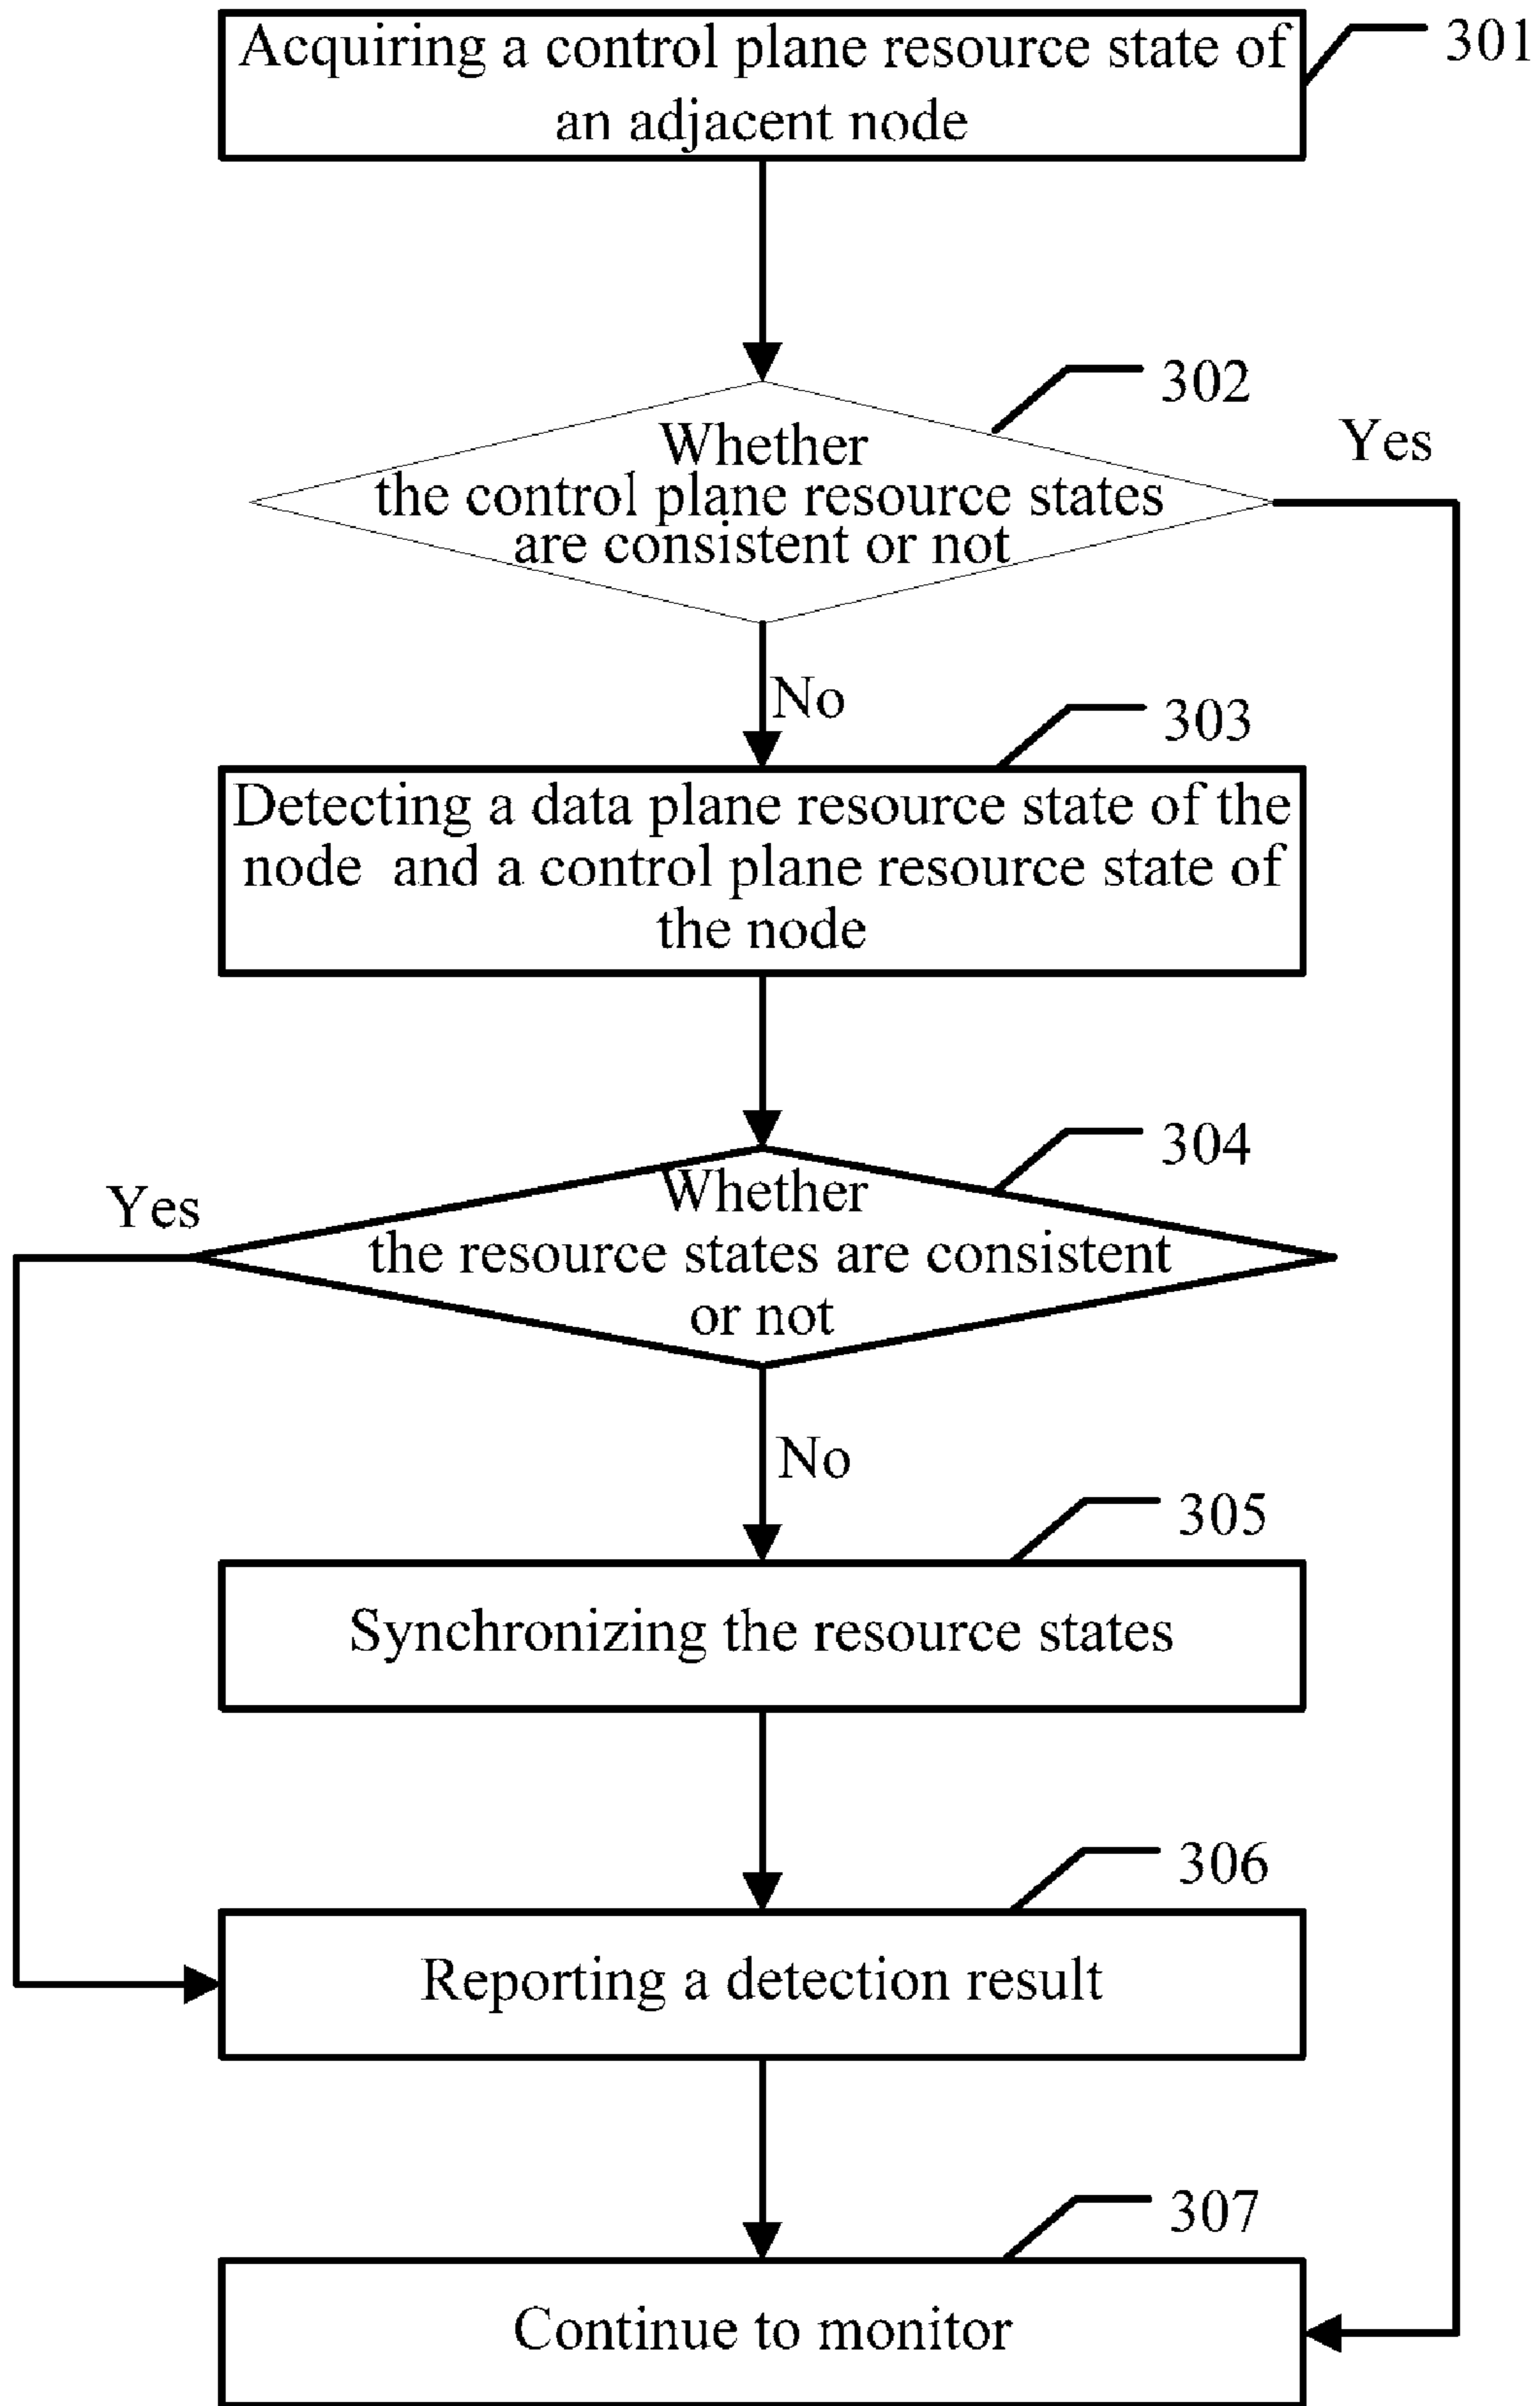 Acquiring a control plane resource state of
an adjacent node
301
302
Whether
the control plane resource states
are consistent or not
Yes
No
303
Detecting a data plane resource state of the
node and a control plane resource state of
the node
304
Whether
the resource states are consistent
or not
Yes
No
305
Synchronizing the resource states
306
Reporting a detection result
307
Continue to monitor